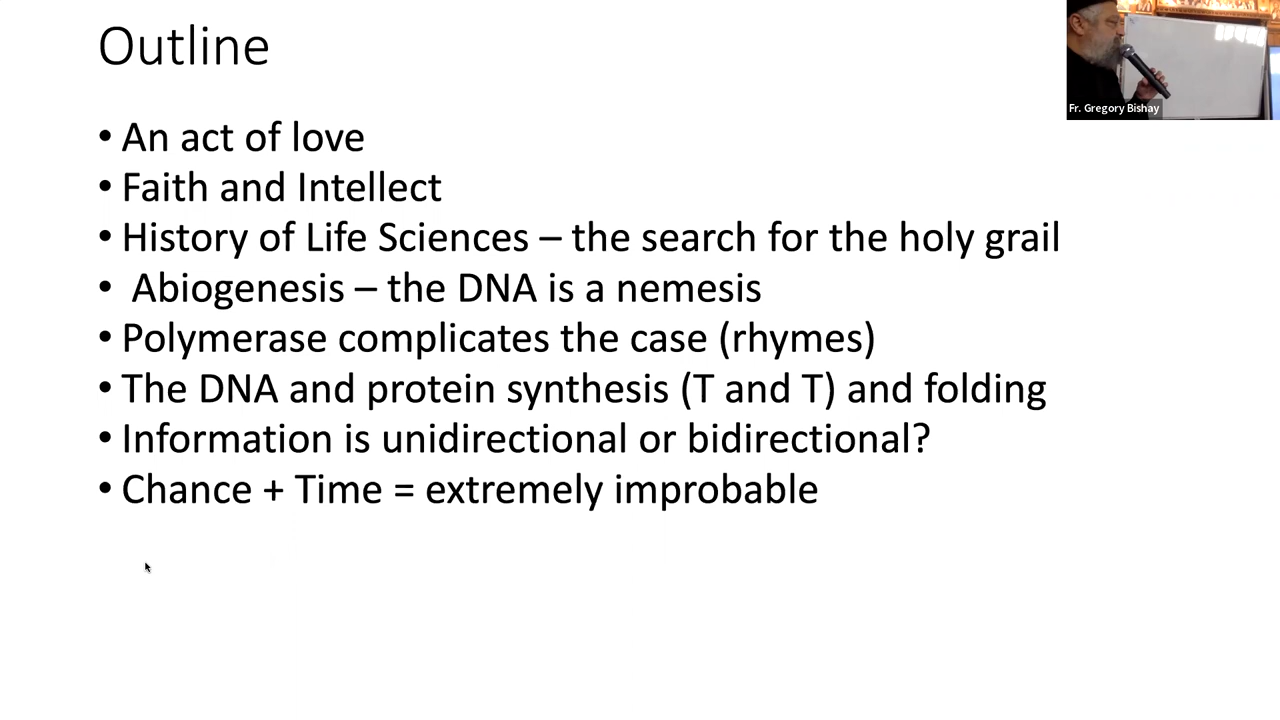 Outline
Fr. Gregory Bishay
• An act of love
• Faith and Intellect
• History of Life Sciences – the search for the holy grail
• Abiogenesis – the DNA is a nemesis
• Polymerase complicates the case (rhymes)
• The DNA and protein synthesis (T and T) and folding
• Information is unidirectional or bidirectional?
• Chance + Time = extremely improbable